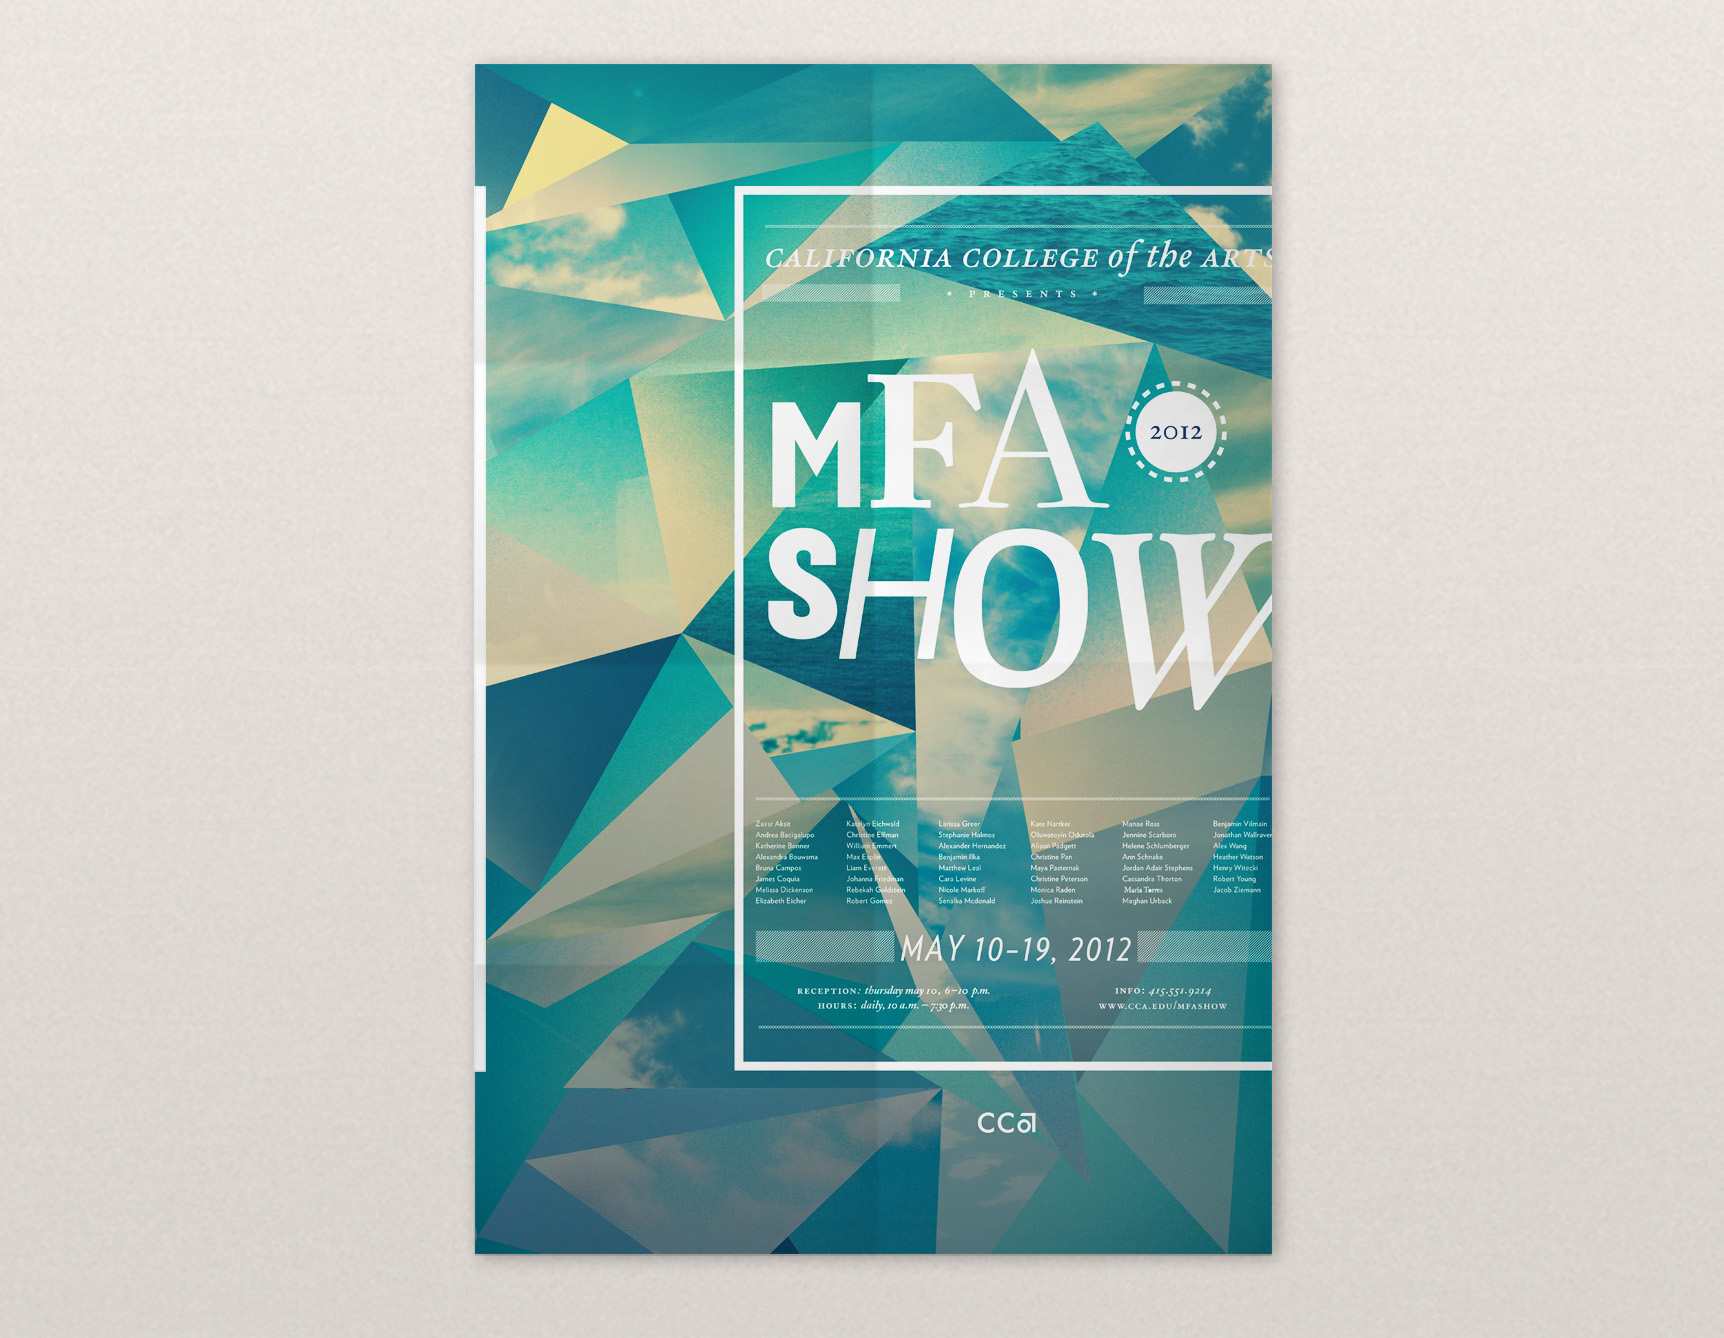 CALIFORNIA COLLEGE of the ARTS
* PRESENTS *
MFA
2012
SHOW
Zarir Aksit
Andrea Bacigalupo
Katherine Bonner
Alexandra Bouwsma
Bruna Campos
James Coquia
Melissa Dickenson
Elizabeth Eicher
Katelyn Eichwald
Christine Elfman
William Emmert
Max Esplin
Liam Everett
Johanna Friedman
Rebekah Goldstein
Robert Gomez
Larissa Greer
Stephanie Halmos
Alexander Hernandez
Benjamin Ilka
Matthew Leal
Cara Levine
Nicole Markoff
Senalka Mcdonald
Kate Nartker
Oluwatoyin Odutola
Alison Padgett
Christine Pan
Maya Pasternak
Christine Peterson
Monica Raden
Joshua Reinstein
Manae Ross
Jennine Scarboro
Helene Schlumberger
Ann Schnake
Jordan Adair Stephens
Cassandra Thorton
Maria Torres
Meghan Urback
Benjamin Vilmain
Jonathan Wallraven
Alex Wang
Heather Watson
Henry Witecki
Robert Young
Jacob Ziemann
MAY 10–19, 2012
RECEPTION: thursday may 10, 6–10 p.m.
HOURS: daily, 10 a.m. – 7:30 p.m.
INFO: 415.551.9214
WWW.CCA.EDU/MFASHOW
cca